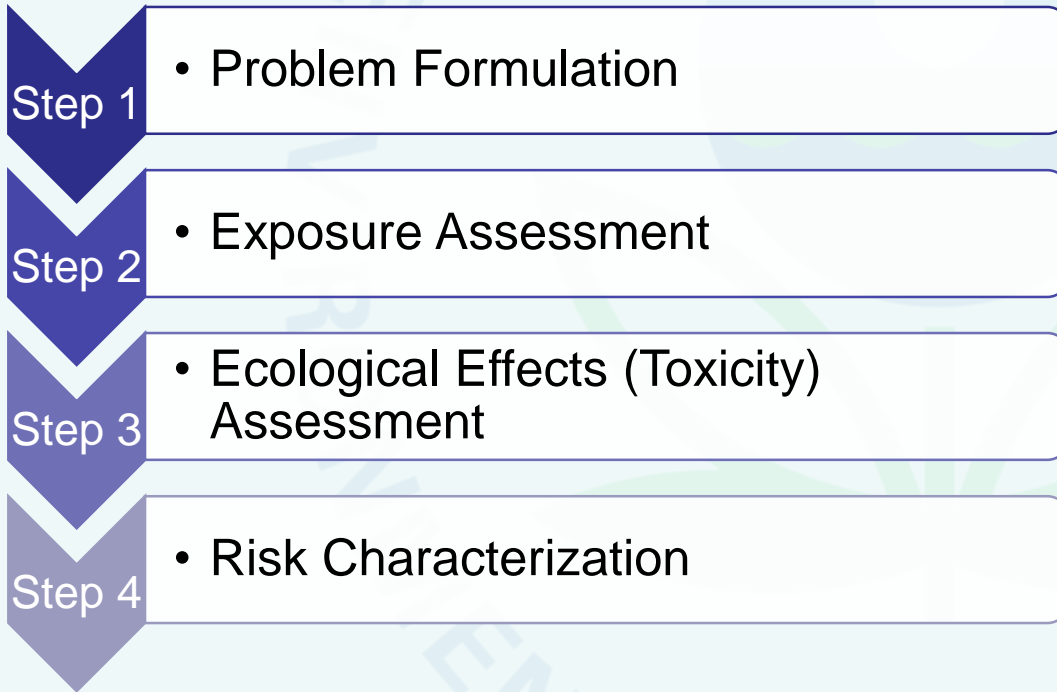 Step 1
• Problem Formulation
Step 2
• Exposure Assessment
Step 3
• Ecological Effects (Toxicity)
Assessment
Step 4
• Risk Characterization